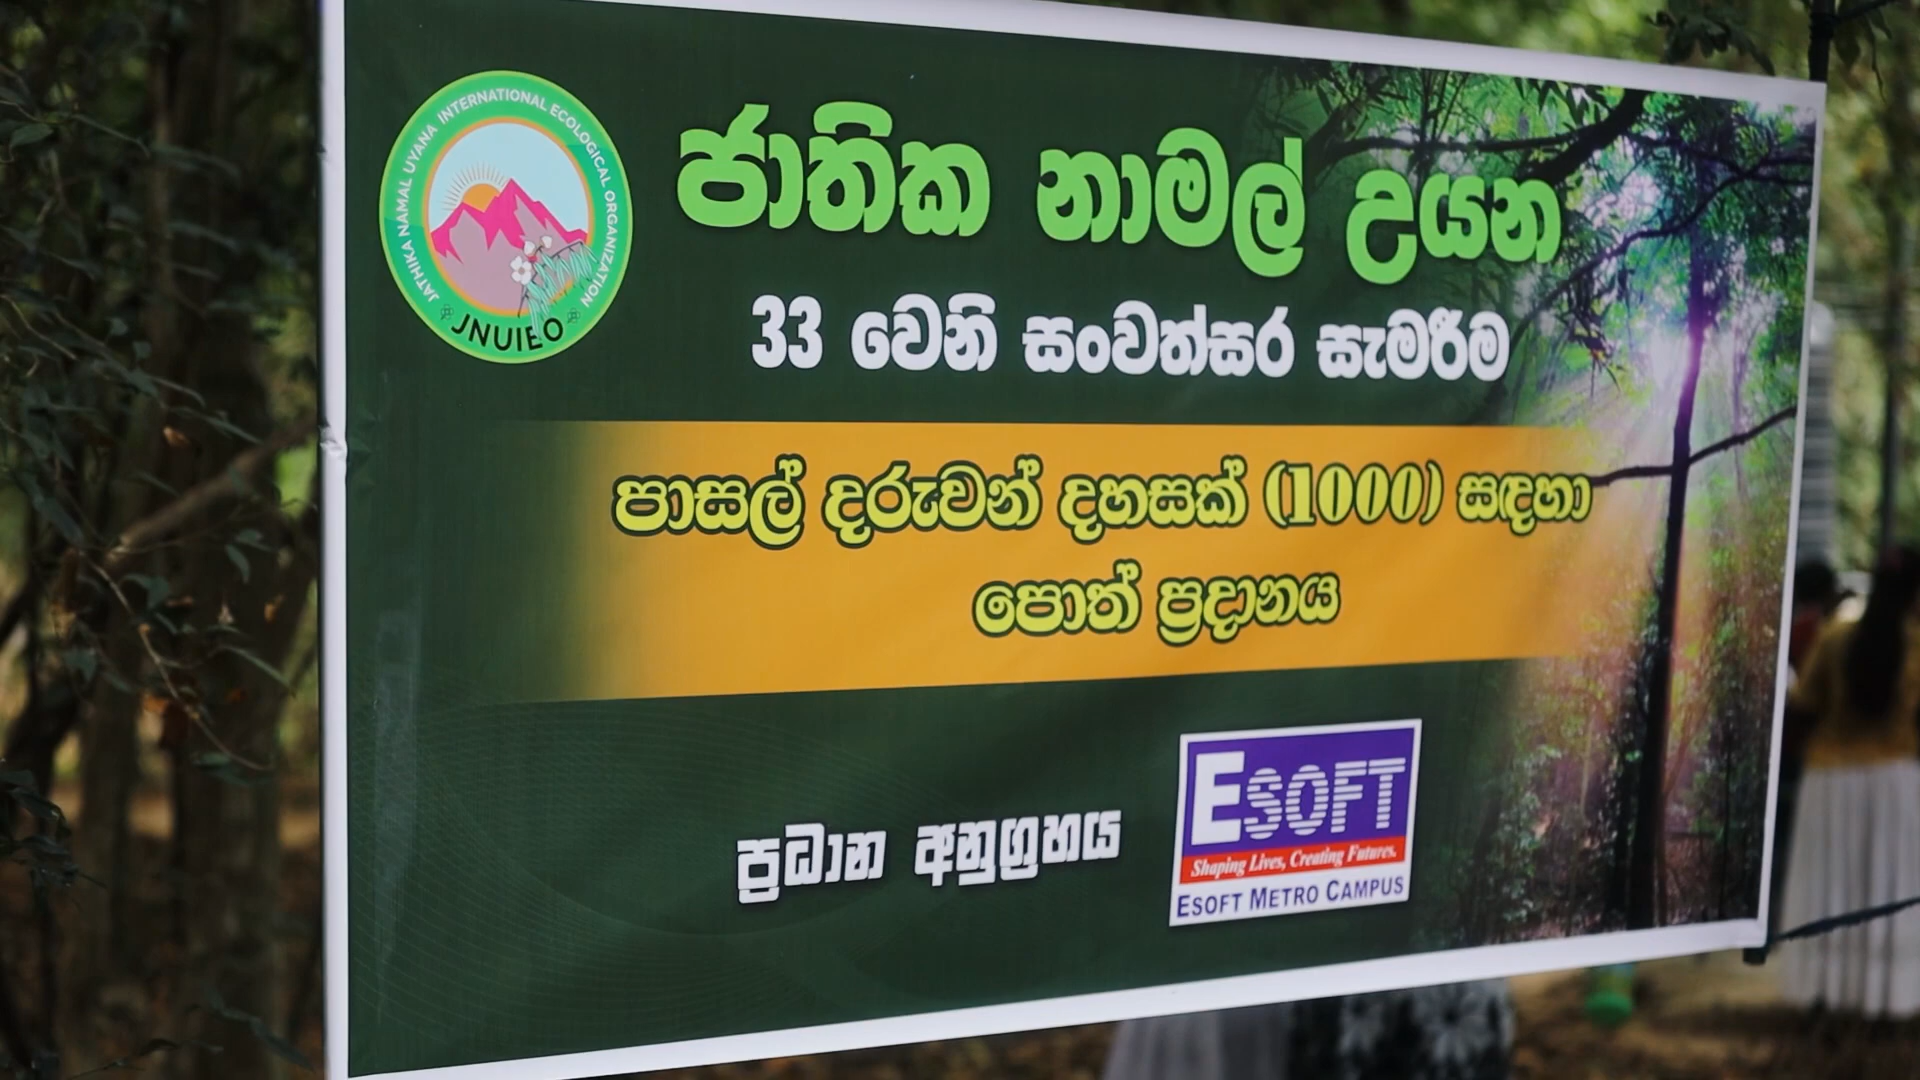 JATHIKA NAMAL UYANA INTERNATIONAL ECOLOGICAL ORGANIZATION
JNUIEO
ජාතික නාමල් උයන
33 වෙනි සංවත්සර සැමරීම
පාසල් දරුවන් දහසක් (1000) සඳහා
පොත් ප්‍රදානය
ප්‍රධාන අනුග්‍රහය
ESOFT
Shaping Lives, Creating Futures.
ESOFT METRO CAMPUS